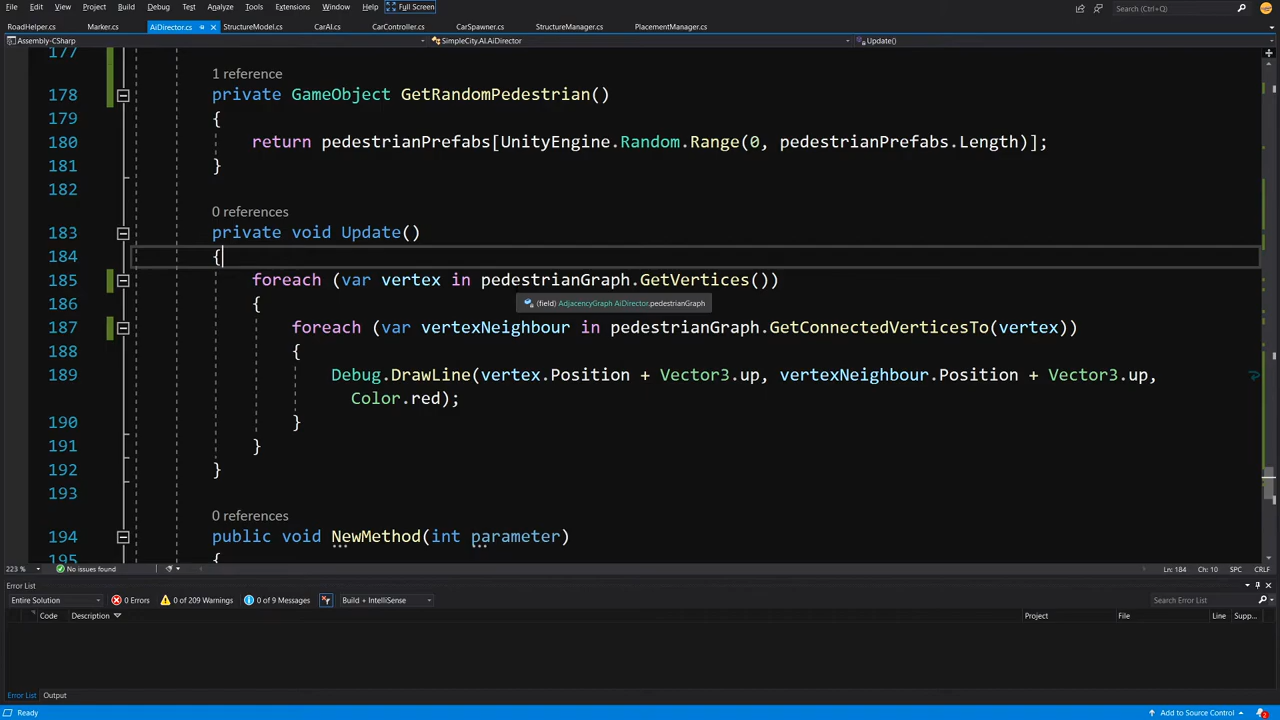 File Edit View Project Build Debug Test Analyze Tools Extensions Window Help Full Screen Search (Ctrl+Q)
RoadHelper.cs Marker.cs AiDirector.cs StructureModel.cs CarAI.cs CarController.cs CarSpawner.cs StructureManager.cs PlacementManager.cs
Assembly-CSharp SimpleCity.AI.AiDirector Update()
177
1 reference
178 private GameObject GetRandomPedestrian()
179 {
180 return pedestrianPrefabs[UnityEngine.Random.Range(0, pedestrianPrefabs.Length)];
181 }
182
0 references
183 private void Update()
184 {
185 foreach (var vertex in pedestrianGraph.GetVertices())
186 {
(field) AdjacencyGraph AiDirector.pedestrianGraph
187 foreach (var vertexNeighbour in pedestrianGraph.GetConnectedVerticesTo(vertex))
188 {
189 Debug.DrawLine(vertex.Position + Vector3.up, vertexNeighbour.Position + Vector3.up,
Color.red);
190 }
191 }
192 }
193
0 references
194 public void NewMethod(int parameter)
195 {
223 % No issues found Ln: 184 Ch: 10 SPC CRLF
Error List
Entire Solution 0 Errors 0 of 209 Warnings 0 of 9 Messages Build + IntelliSense Search Error List
Code Description Project File Line Supp...
Error List Output
Ready Add to Source Control 2